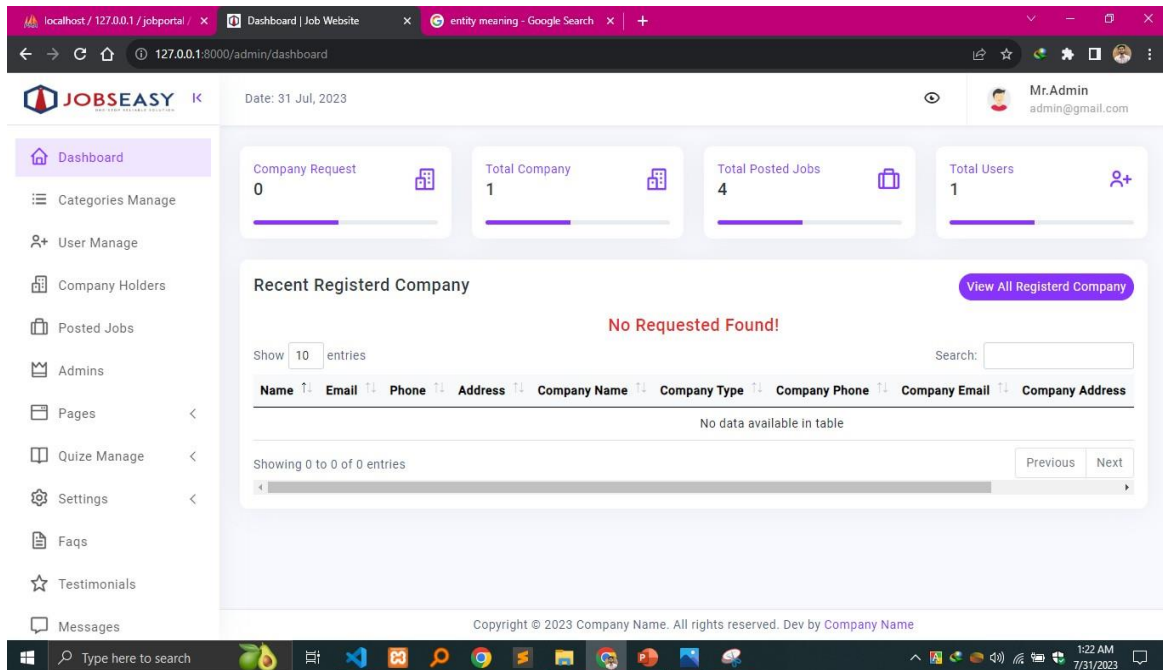 localhost / 127.0.0.1 / jobportal /
Dashboard | Job Website
entity meaning - Google Search
127.0.0.1:8000/admin/dashboard
JOBSEASY
ONE STOP RELIABLE SOLUTION
Date: 31 Jul, 2023
Mr.Admin
admin@gmail.com
Dashboard
Categories Manage
User Manage
Company Holders
Posted Jobs
Admins
Pages
Quize Manage
Settings
Faqs
Testimonials
Messages
Company Request
0
Total Company
1
Total Posted Jobs
4
Total Users
1
Recent Registerd Company
View All Registerd Company
No Requested Found!
Show 10 entries
Search:
Name Email Phone Address Company Name Company Type Company Phone Company Email Company Address
No data available in table
Showing 0 to 0 of 0 entries
Previous Next
Copyright © 2023 Company Name. All rights reserved. Dev by Company Name
Type here to search
1:22 AM
7/31/2023